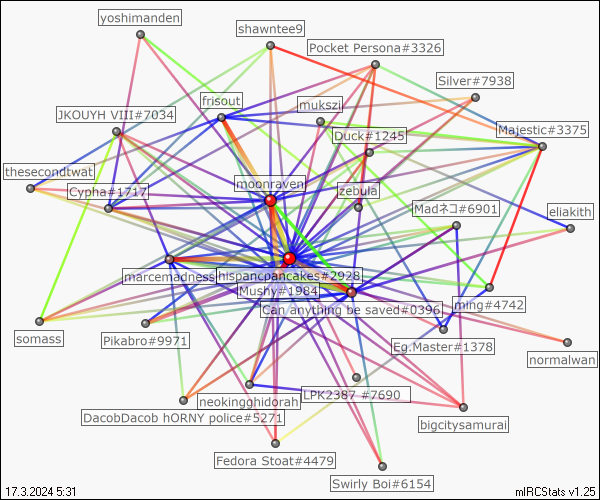 yoshimanden
shawntee9
Pocket Persona#3326
Silver#7938
frisout
mukszi
JKOUYH VIII#7034
Duck#1245
Majestic#3375
thesecondtwat
Cypha#1717
moonraven
zebula
Madネコ#6901
eliakith
marcemadness
hispancpancakes#2928
Mushy#1984
ming#4742
Can anything be saved#0396
somass
Pikabro#9971
Eg.Master#1378
normalwan
neokingghidorah
LPK2387 #7690
DacobDacob hORNY police#5271
bigcitysamurai
Fedora Stoat#4479
Swirly Boi#6154
17.3.2024 5:31
mIRCStats v1.25